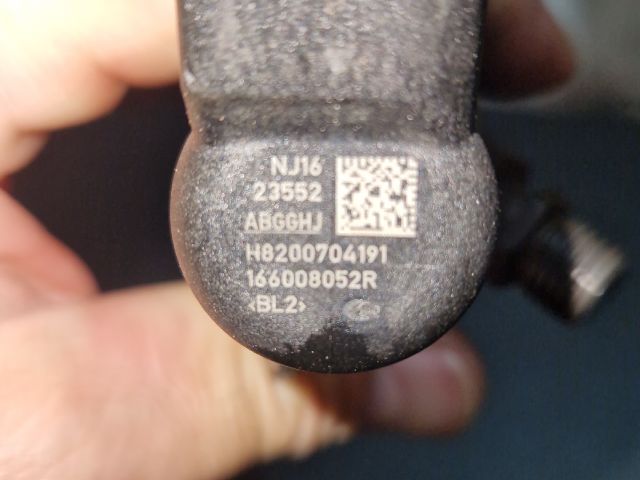 NJ16
23552
ABGGHJ
H8200704191
166008052R
<BL2>